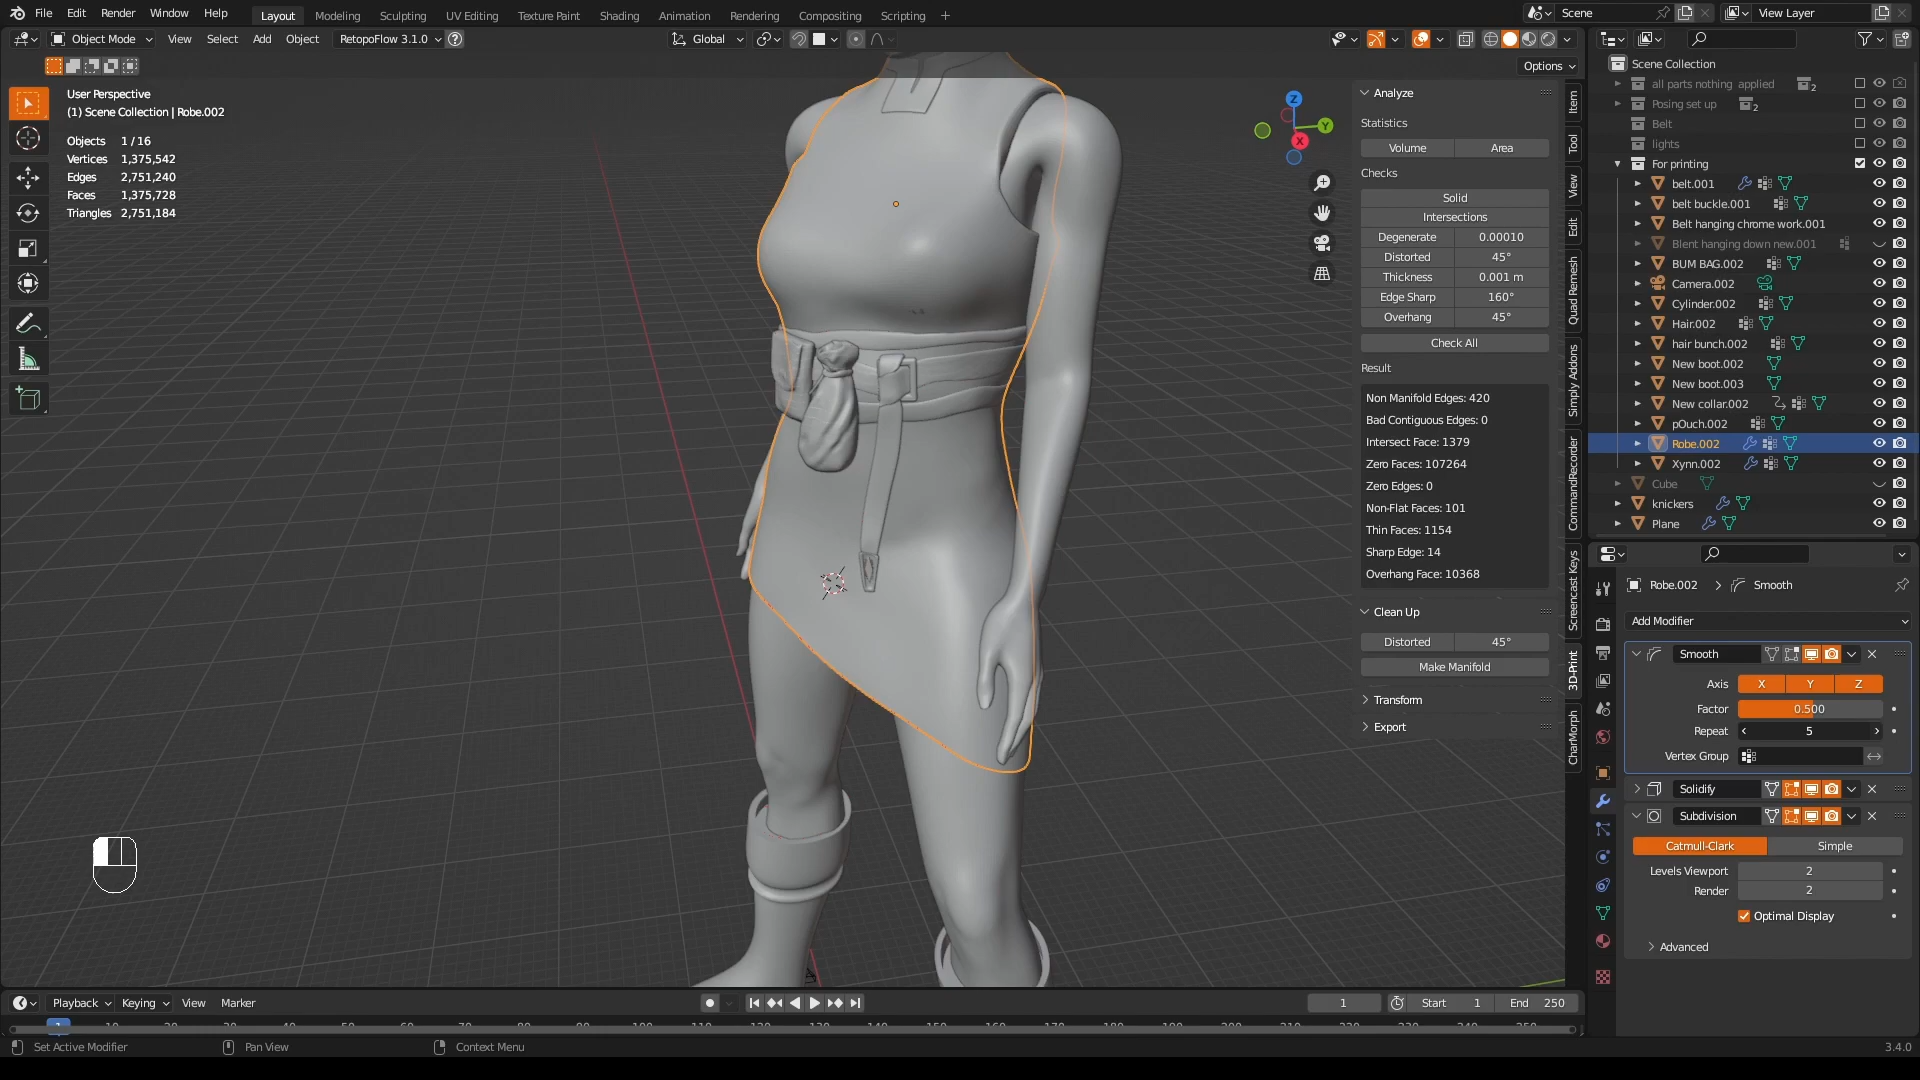 File Edit Render Window Help Layout Modeling Sculpting UV Editing Texture Paint Shading Animation Rendering Compositing Scripting + Scene View Layer
Object Mode View Select Add Object RetopoFlow 3.1.0 Global
Options
User Perspective
(1) Scene Collection | Robe.002
Objects 1 / 16
Vertices 1,375,542
Edges 2,751,240
Faces 1,375,728
Triangles 2,751,184
Z
Y
X
Analyze
Statistics
Volume Area
Checks
Solid
Intersections
Degenerate 0.00010
Distorted 45°
Thickness 0.001 m
Edge Sharp 160°
Overhang 45°
Check All
Result
Non Manifold Edges: 420
Bad Contiguous Edges: 0
Intersect Face: 1379
Zero Faces: 107264
Zero Edges: 0
Non-Flat Faces: 101
Thin Faces: 1154
Sharp Edge: 14
Overhang Face: 10368
Clean Up
Distorted 45°
Make Manifold
Transform
Export
Item
Tool
View
Edit
Quad Remesh
Simply Addons
CommandRecorder
Screencast Keys
3D-Print
CharMorph
Scene Collection
all parts nothing applied 2
Posing set up 2
Belt
lights
For printing
belt.001
belt buckle.001
Belt hanging chrome work.001
Blent hanging down new.001
BUM BAG.002
Camera.002
Cylinder.002
Hair.002
hair bunch.002
New boot.002
New boot.003
New collar.002
pOuch.002
Robe.002
Xynn.002
Cube
knickers
Plane
Robe.002 > Smooth
Add Modifier
Smooth
Axis X Y Z
Factor 0.500
Repeat 5
Vertex Group
Solidify
Subdivision
Catmull-Clark Simple
Levels Viewport 2
Render 2
Optimal Display
Advanced
Playback Keying View Marker 1 Start 1 End 250
1
Set Active Modifier Pan View Context Menu 3.4.0